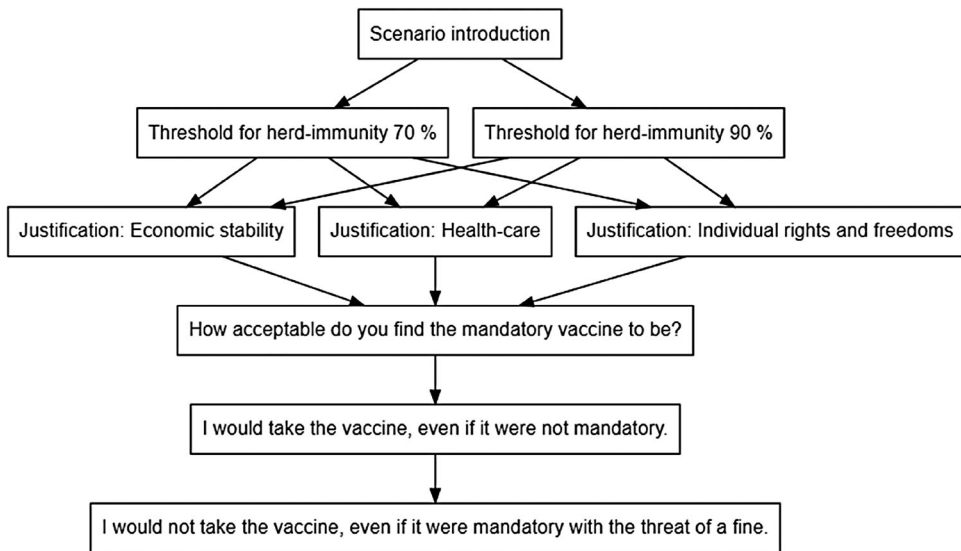 Scenario introduction
Threshold for herd-immunity 70 %
Threshold for herd-immunity 90 %
Justification: Economic stability
Justification: Health-care
Justification: Individual rights and freedoms
How acceptable do you find the mandatory vaccine to be?
I would take the vaccine, even if it were not mandatory.
I would not take the vaccine, even if it were mandatory with the threat of a fine.